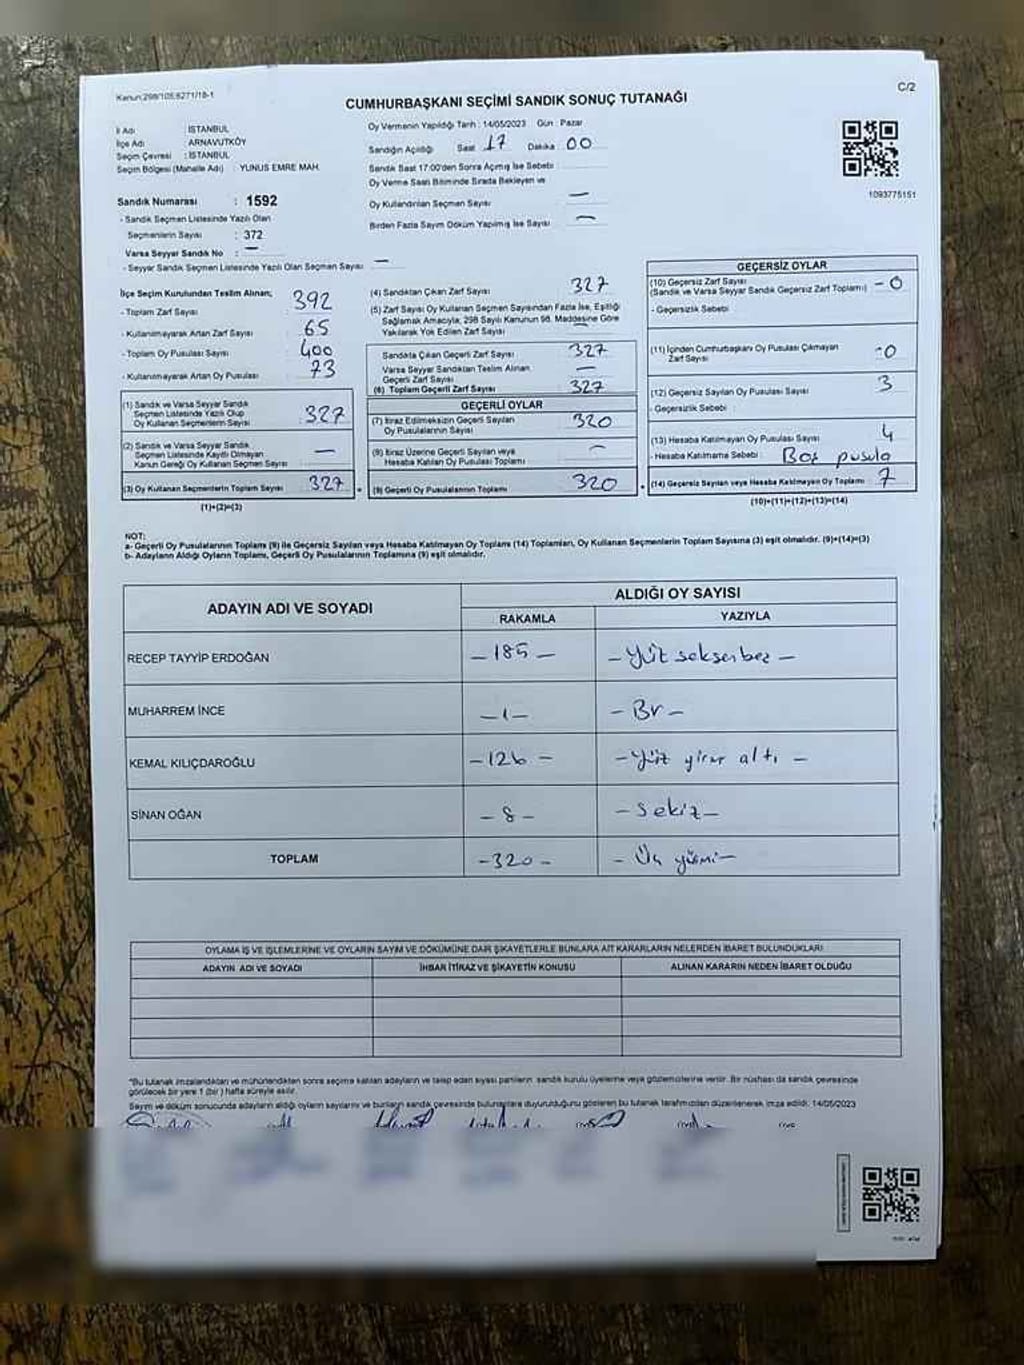 Kanun:298/105,6271/18-1
C/2
CUMHURBAŞKANI SEÇİMİ SANDIK SONUÇ TUTANAĞI
İl Adı : İSTANBUL
İlçe Adı : ARNAVUTKÖY
Seçim Çevresi : İSTANBUL
Seçim Bölgesi (Mahalle Adı) : YUNUS EMRE MAH.
Sandık Numarası : 1592
- Sandık Seçmen Listesinde Yazılı Olan
Seçmenlerin Sayısı : 372
Varsa Seyyar Sandık No : —
- Seyyar Sandık Seçmen Listesinde Yazılı Olan Seçmen Sayısı —
Oy Vermenin Yapıldığı Tarih : 14/05/2023 Gün : Pazar
Sandığın Açıldığı Saat 17 Dakika 00
Sandık Saat 17:00'den Sonra Açılmış İse Sebebi
Oy Verme Saati Bitiminde Sırada Bekleyen ve
Oy Kullandırılan Seçmen Sayısı —
Birden Fazla Sayım Döküm Yapılmış İse Sayısı —
1093775151
İlçe Seçim Kurulundan Teslim Alınan;
- Toplam Zarf Sayısı : 392
- Kullanılmayarak Artan Zarf Sayısı : 65
- Toplam Oy Pusulası Sayısı : 400
- Kullanılmayarak Artan Oy Pusulası : 73
(1) Sandık ve Varsa Seyyar Sandık
Seçmen Listesinde Yazılı Olup
Oy Kullanan Seçmenlerin Sayısı : 327
(2) Sandık ve Varsa Seyyar Sandık
Seçmen Listesinde Kayıtlı Olmayan
Kanun Gereği Oy Kullanan Seçmen Sayısı —
(3) Oy Kullanan Seçmenlerin Toplam Sayısı : 327
(1)+(2)=(3)
(4) Sandıktan Çıkan Zarf Sayısı : 327
(5) Zarf Sayısı Oy Kullanan Seçmen Sayısından Fazla İse, Eşitliği
Sağlamak Amacıyla, 298 Sayılı Kanunun 98. Maddesine Göre
Yakılarak Yok Edilen Zarf Sayısı : —
Sandıkta Çıkan Geçerli Zarf Sayısı : 327
Varsa Seyyar Sandıktan Teslim Alınan
Geçerli Zarf Sayısı —
(6) Toplam Geçerli Zarf Sayısı : 327
GEÇERLİ OYLAR
(7) İtiraz Edilmeksizin Geçerli Sayılan
Oy Pusulalarının Sayısı : 320
(8) İtiraz Üzerine Geçerli Sayılan veya
Hesaba Katılan Oy Pusulası Toplamı : —
(9) Geçerli Oy Pusulalarının Toplamı : 320
GEÇERSİZ OYLAR
(10) Geçersiz Zarf Sayısı
(Sandık ve Varsa Seyyar Sandık Geçersiz Zarf Toplamı) - 0
- Geçersizlik Sebebi
(11) İçinden Cumhurbaşkanı Oy Pusulası Çıkmayan
Zarf Sayısı -0
(12) Geçersiz Sayılan Oy Pusulası Sayısı 3
- Geçersizlik Sebebi :
(13) Hesaba Katılmayan Oy Pusulası Sayısı 4
- Hesaba Katılmama Sebebi : Boş pusula
(14) Geçersiz Sayılan veya Hesaba Katılmayan Oy Toplamı : 7
(10)+(11)+(12)+(13)=(14)
NOT:
a- Geçerli Oy Pusulalarının Toplamı (9) ile Geçersiz Sayılan veya Hesaba Katılmayan Oy Toplamı (14) Toplamları, Oy Kullanan Seçmenlerin Toplam Sayısına (3) eşit olmalıdır. (9)+(14)=(3)
b- Adayların Aldığı Oyların Toplamı, Geçerli Oy Pusulalarının Toplamına (9) eşit olmalıdır.
ADAYIN ADI VE SOYADI
ALDIĞI OY SAYISI
RAKAMLA YAZIYLA
RECEP TAYYİP ERDOĞAN – 185 – – Yüz seksenbeş –
MUHARREM İNCE – 1 – – Bir –
KEMAL KILIÇDAROĞLU – 126 – – Yüz yirmi altı –
SİNAN OĞAN – 8 – – Sekiz –
TOPLAM – 320 – – Üç yüzyirmi –
OYLAMA İŞ VE İŞLEMLERİNE VE OYLARIN SAYIM VE DÖKÜMÜNE DAİR ŞİKAYETLERLE BUNLARA AİT KARARLARIN NELERDEN İBARET BULUNDUKLARI
ADAYIN ADI VE SOYADI İHBAR İTİRAZ VE ŞİKAYETİN KONUSU ALINAN KARARIN NEDEN İBARET OLDUĞU
"Bu tutanak imzalandıktan ve mühürlendikten sonra seçime katılan adayların ve talep eden siyasi partilerin sandık kurulu üyelerine veya gözlemcilerine verilir. Bir nüshası da sandık çevresinde
görülecek bir yere 1 (bir) hafta süreyle asılır.
Sayım ve döküm sonucunda adayların aldığı oyların sayılarını ve bunların sandık çevresinde bulunanlara duyurulduğunu gösteren bu tutanak tarafımızdan düzenlenerek imza edildi. 14/05/2023